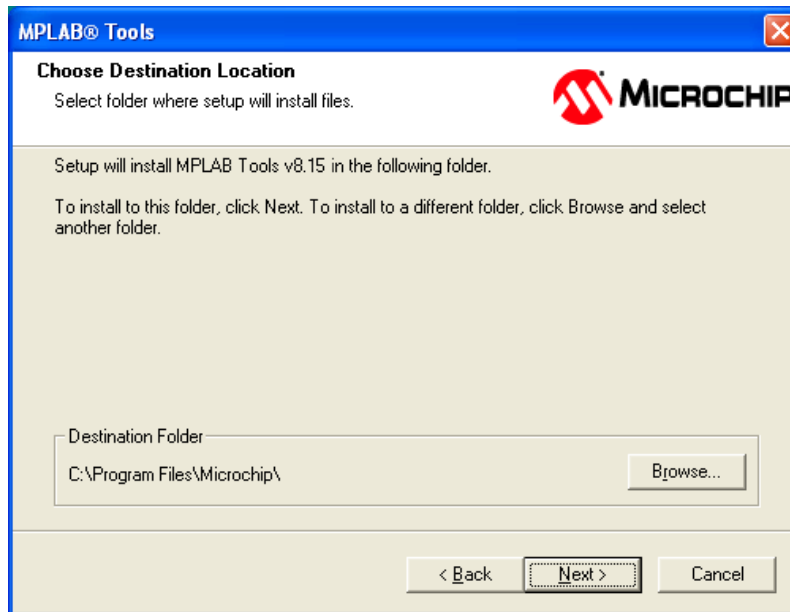 MPLAB® Tools
Choose Destination Location
Select folder where setup will install files.
MICROCHIP
Setup will install MPLAB Tools v8.15 in the following folder.
To install to this folder, click Next. To install to a different folder, click Browse and select
another folder.
Destination Folder
C:\Program Files\Microchip\
Browse...
< Back
Next >
Cancel